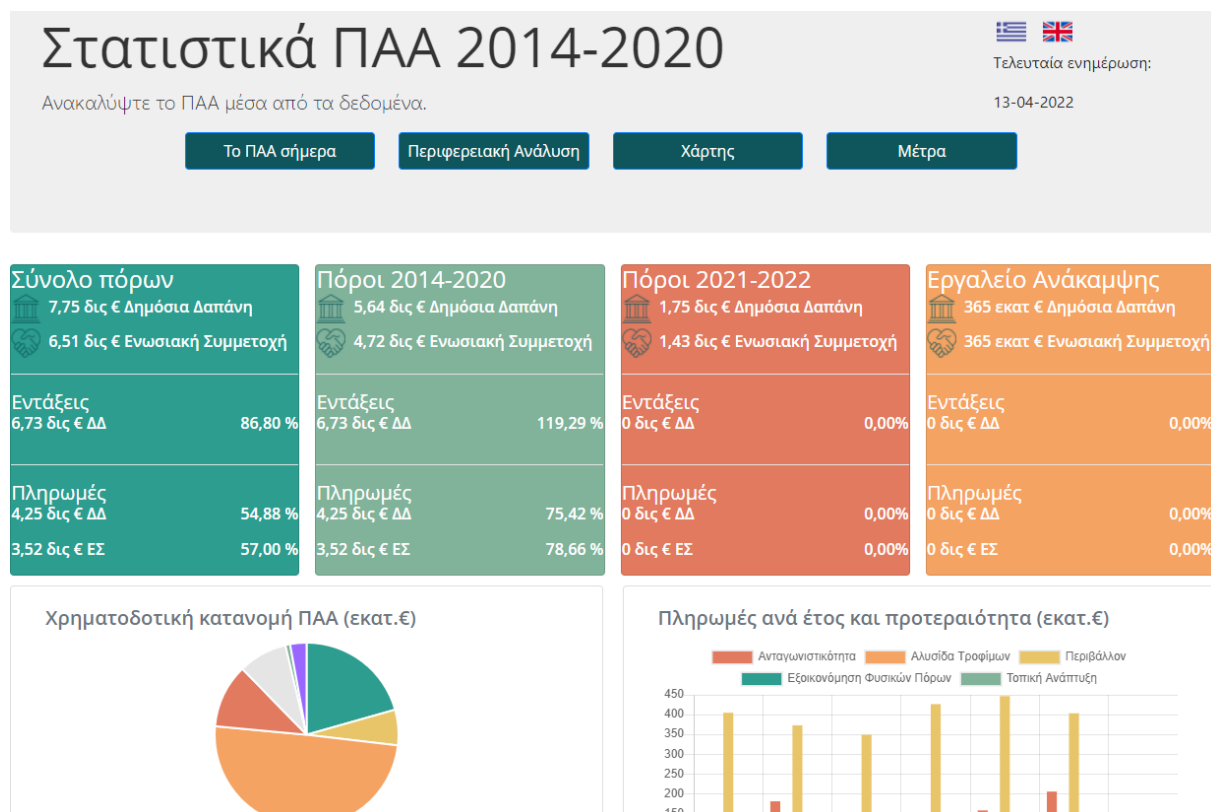 Στατιστικά ΠΑΑ 2014-2020
Τελευταία ενημέρωση:
Ανακαλύψτε το ΠΑΑ μέσα από τα δεδομένα.
13-04-2022
Το ΠΑΑ σήμερα
Περιφερειακή Ανάλυση
Χάρτης
Μέτρα
Σύνολο πόρων
7,75 δις € Δημόσια Δαπάνη
6,51 δις € Ενωσιακή Συμμετοχή
Εντάξεις
6,73 δις € ΔΔ 86,80 %
Πληρωμές
4,25 δις € ΔΔ 54,88 %
3,52 δις € ΕΣ 57,00 %
Πόροι 2014-2020
5,64 δις € Δημόσια Δαπάνη
4,72 δις € Ενωσιακή Συμμετοχή
Εντάξεις
6,73 δις € ΔΔ 119,29 %
Πληρωμές
4,25 δις € ΔΔ 75,42 %
3,52 δις € ΕΣ 78,66 %
Πόροι 2021-2022
1,75 δις € Δημόσια Δαπάνη
1,43 δις € Ενωσιακή Συμμετοχή
Εντάξεις
0 δις € ΔΔ 0,00%
Πληρωμές
0 δις € ΔΔ 0,00%
0 δις € ΕΣ 0,00%
Εργαλείο Ανάκαμψης
365 εκατ € Δημόσια Δαπάνη
365 εκατ € Ενωσιακή Συμμετοχή
Εντάξεις
0 δις € ΔΔ 0,00%
Πληρωμές
0 δις € ΔΔ 0,00%
0 δις € ΕΣ 0,00%
Χρηματοδοτική κατανομή ΠΑΑ (εκατ.€)
Πληρωμές ανά έτος και προτεραιότητα (εκατ.€)
Ανταγωνιστικότητα Αλυσίδα Τροφίμων Περιβάλλον
Εξοικονόμηση Φυσικών Πόρων Τοπική Ανάπτυξη
450
400
350
300
250
200
150